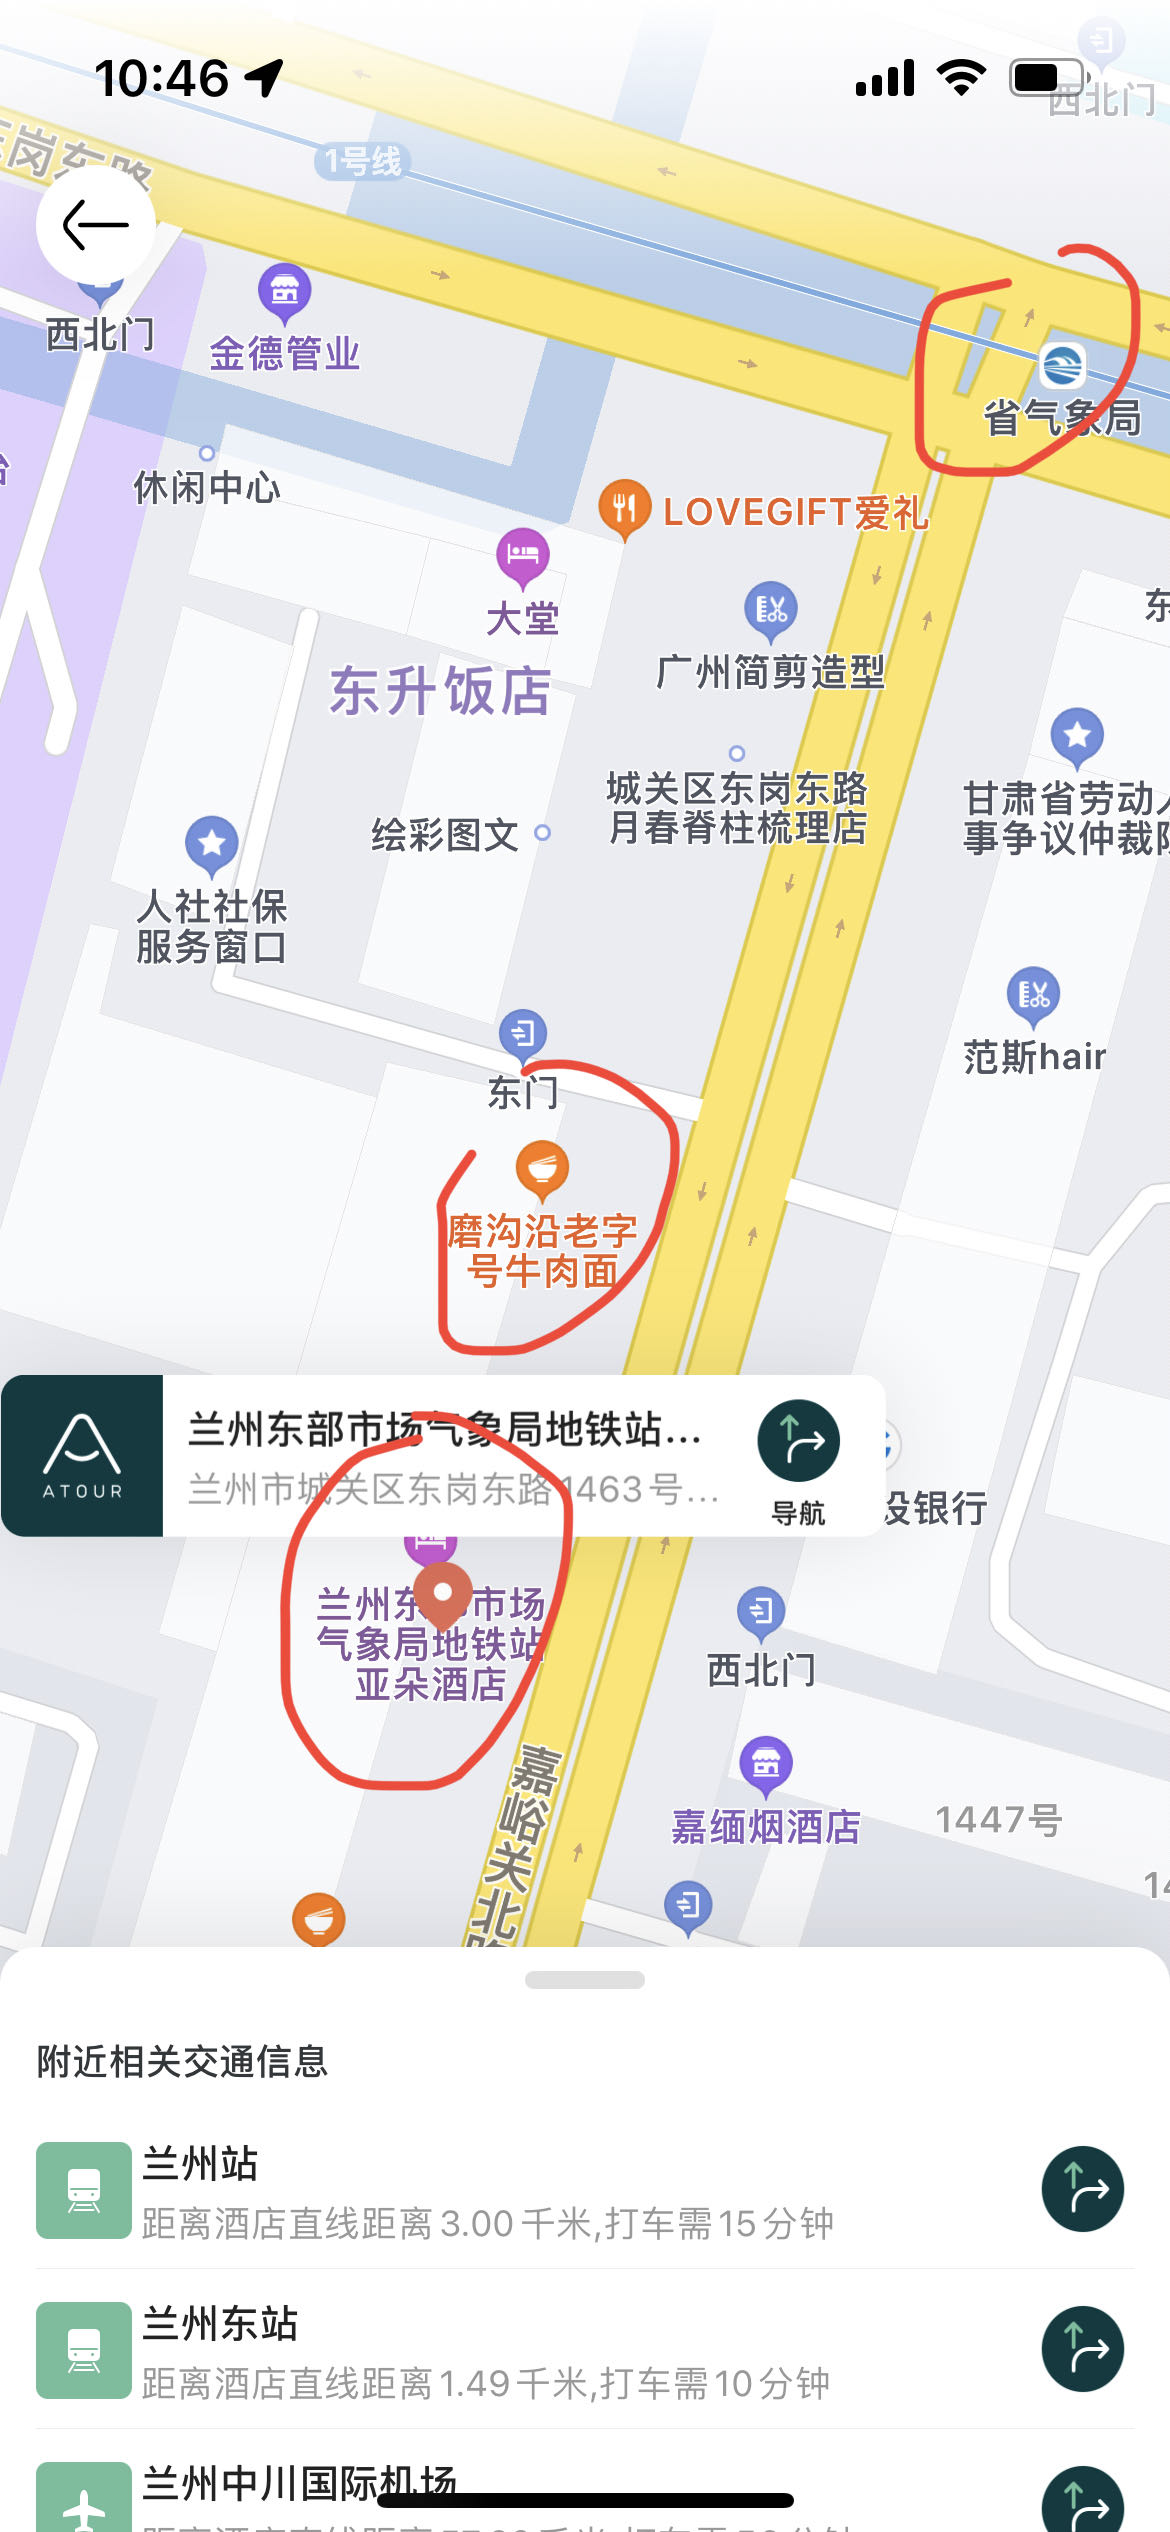 10:46
西北门
1号线
西北门
金德管业
省气象局
休闲中心
LOVEGIFT爱礼
大堂
广州简剪造型
东升饭店
城关区东岗东路
月春脊柱梳理店
甘肃省劳动人
事争议仲裁院
绘彩图文
人社社保
服务窗口
范斯hair
东门
磨沟沿老字
号牛肉面
ATOUR
兰州东部市场气象局地铁站...
兰州市城关区东岗东路1463号...
导航
设银行
兰州东部市场
气象局地铁站
亚朵酒店
西北门
嘉峪关北路
嘉缅烟酒店
1447号
附近相关交通信息
兰州站
距离酒店直线距离3.00千米,打车需15分钟
兰州东站
距离酒店直线距离1.49千米,打车需10分钟
兰州中川国际机场